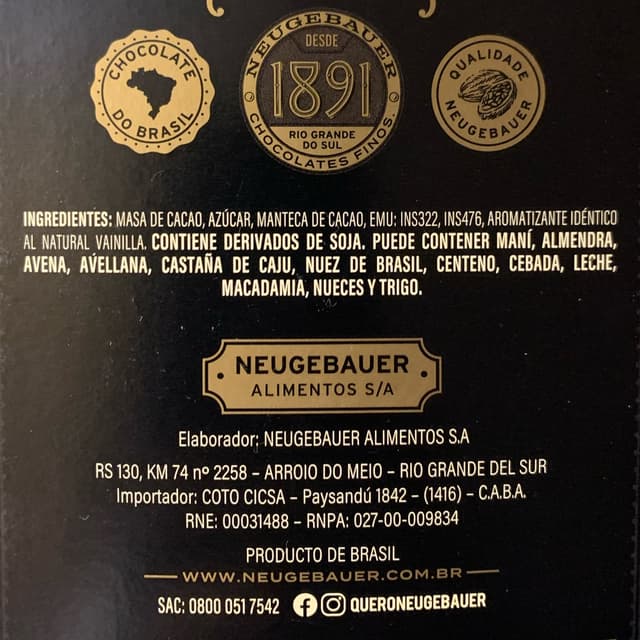 CHOCOLATE
DO BRASIL
NEUGEBAUER
DESDE
1891
RIO GRANDE
DO SUL
CHOCOLATES FINOS
QUALIDADE
NEUGEBAUER
INGREDIENTES: MASA DE CACAO, AZÚCAR, MANTECA DE CACAO, EMU: INS322, INS476, AROMATIZANTE IDÉNTICO
AL NATURAL VAINILLA. CONTIENE DERIVADOS DE SOJA. PUEDE CONTENER MANÍ, ALMENDRA,
AVENA, AVELLANA, CASTAÑA DE CAJU, NUEZ DE BRASIL, CENTENO, CEBADA, LECHE,
MACADAMIA, NUECES Y TRIGO.
NEUGEBAUER
ALIMENTOS S/A
Elaborador: NEUGEBAUER ALIMENTOS S.A
RS 130, KM 74 nº 2258 – ARROIO DO MEIO – RIO GRANDE DEL SUR
Importador: COTO CICSA – Paysandú 1842 – (1416) – C.A.B.A.
RNE: 00031488 – RNPA: 027-00-009834
PRODUCTO DE BRASIL
WWW.NEUGEBAUER.COM.BR
SAC: 0800 051 7542 QUERONEUGEBAUER